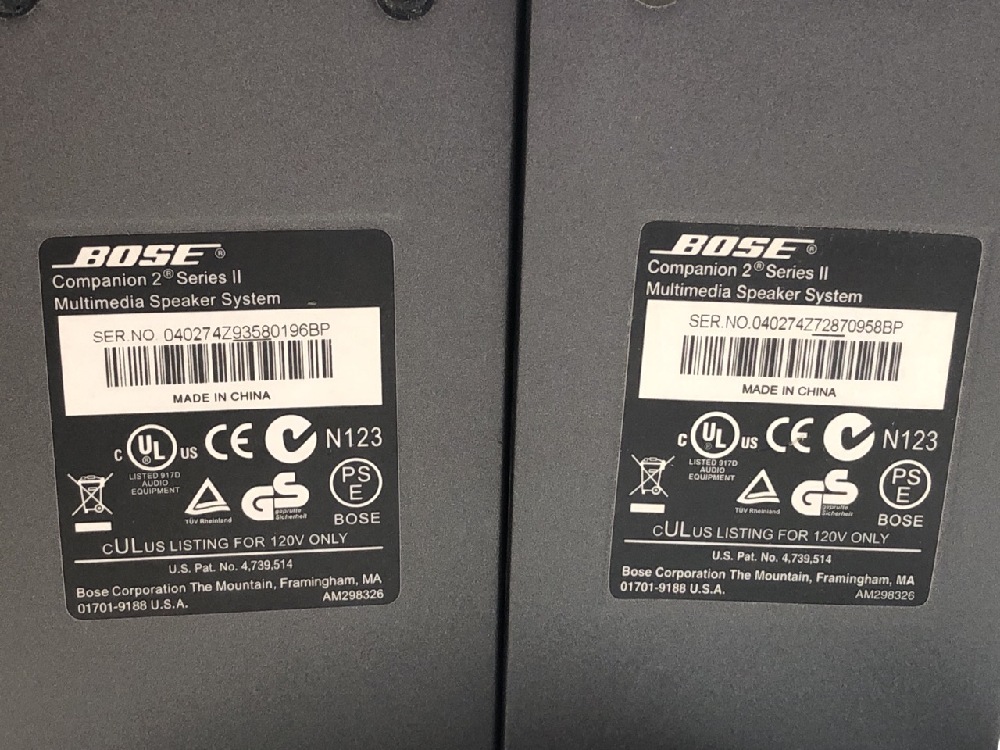 BOSE®
Companion 2® Series II
Multimedia Speaker System
SER.NO. 040274Z93580196BP
MADE IN CHINA
c UL® US CE N123
LISTED 917D
AUDIO
EQUIPMENT
TÜV Rheinland
GS
geprüfte
Sicherheit
PS
E
BOSE
cULus LISTING FOR 120V ONLY
U.S. Pat. No. 4,739,514
Bose Corporation The Mountain, Framingham, MA
01701-9188 U.S.A.
AM298326
BOSE®
Companion 2® Series II
Multimedia Speaker System
SER.NO.040274Z72870958BP
MADE IN CHINA
c UL® US CE N123
LISTED 917D
AUDIO
EQUIPMENT
TÜV Rheinland
GS
geprüfte
Sicherheit
PS
E
BOSE
cULus LISTING FOR 120V ONLY
U.S. Pat. No. 4,739,514
Bose Corporation The Mountain, Framingham, MA
01701-9188 U.S.A.
AM298326